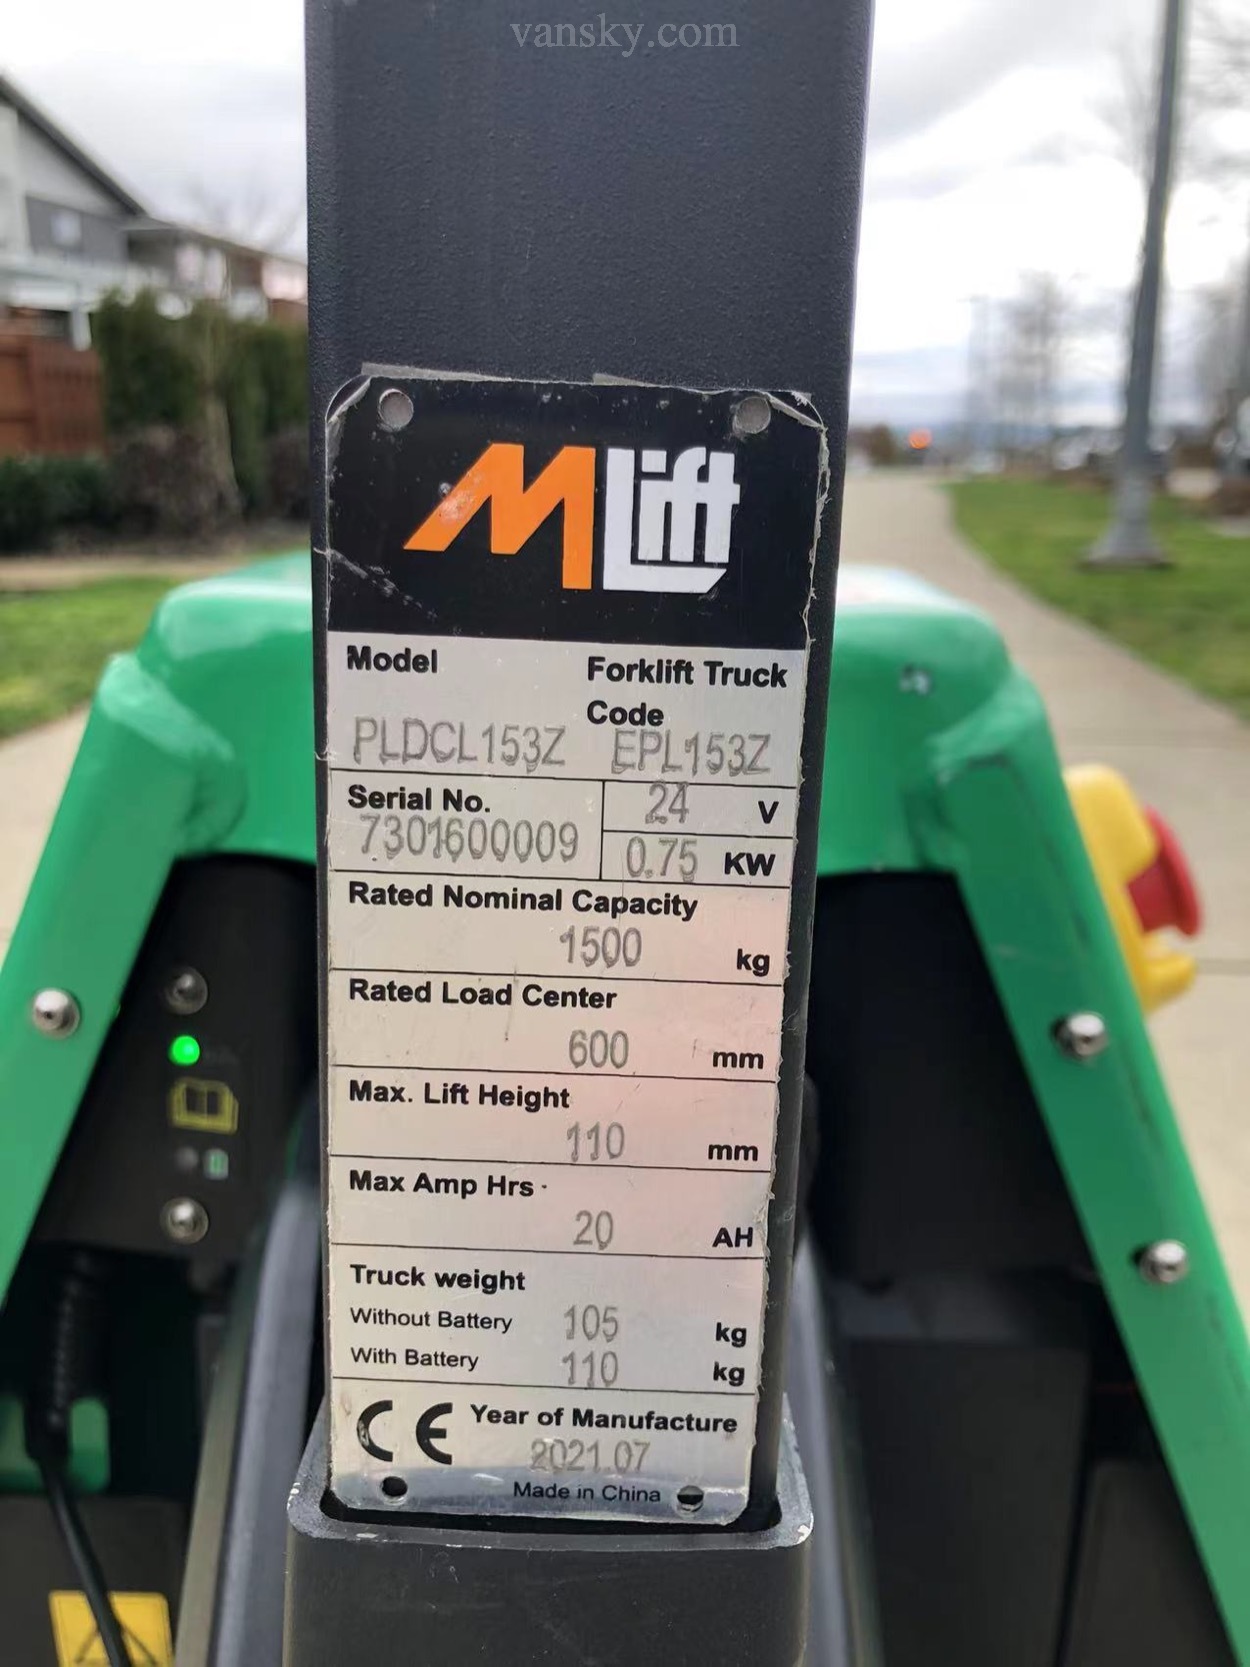 vansky.com
MLift
Model Forklift Truck
Code
PLDCL153Z EPL153Z
Serial No. 24 V
7301600009 0.75 KW
Rated Nominal Capacity
1500 kg
Rated Load Center
600 mm
Max. Lift Height
110 mm
Max Amp Hrs
20 AH
Truck weight
Without Battery 105 kg
With Battery 110 kg
CE Year of Manufacture
2021.07
Made in China